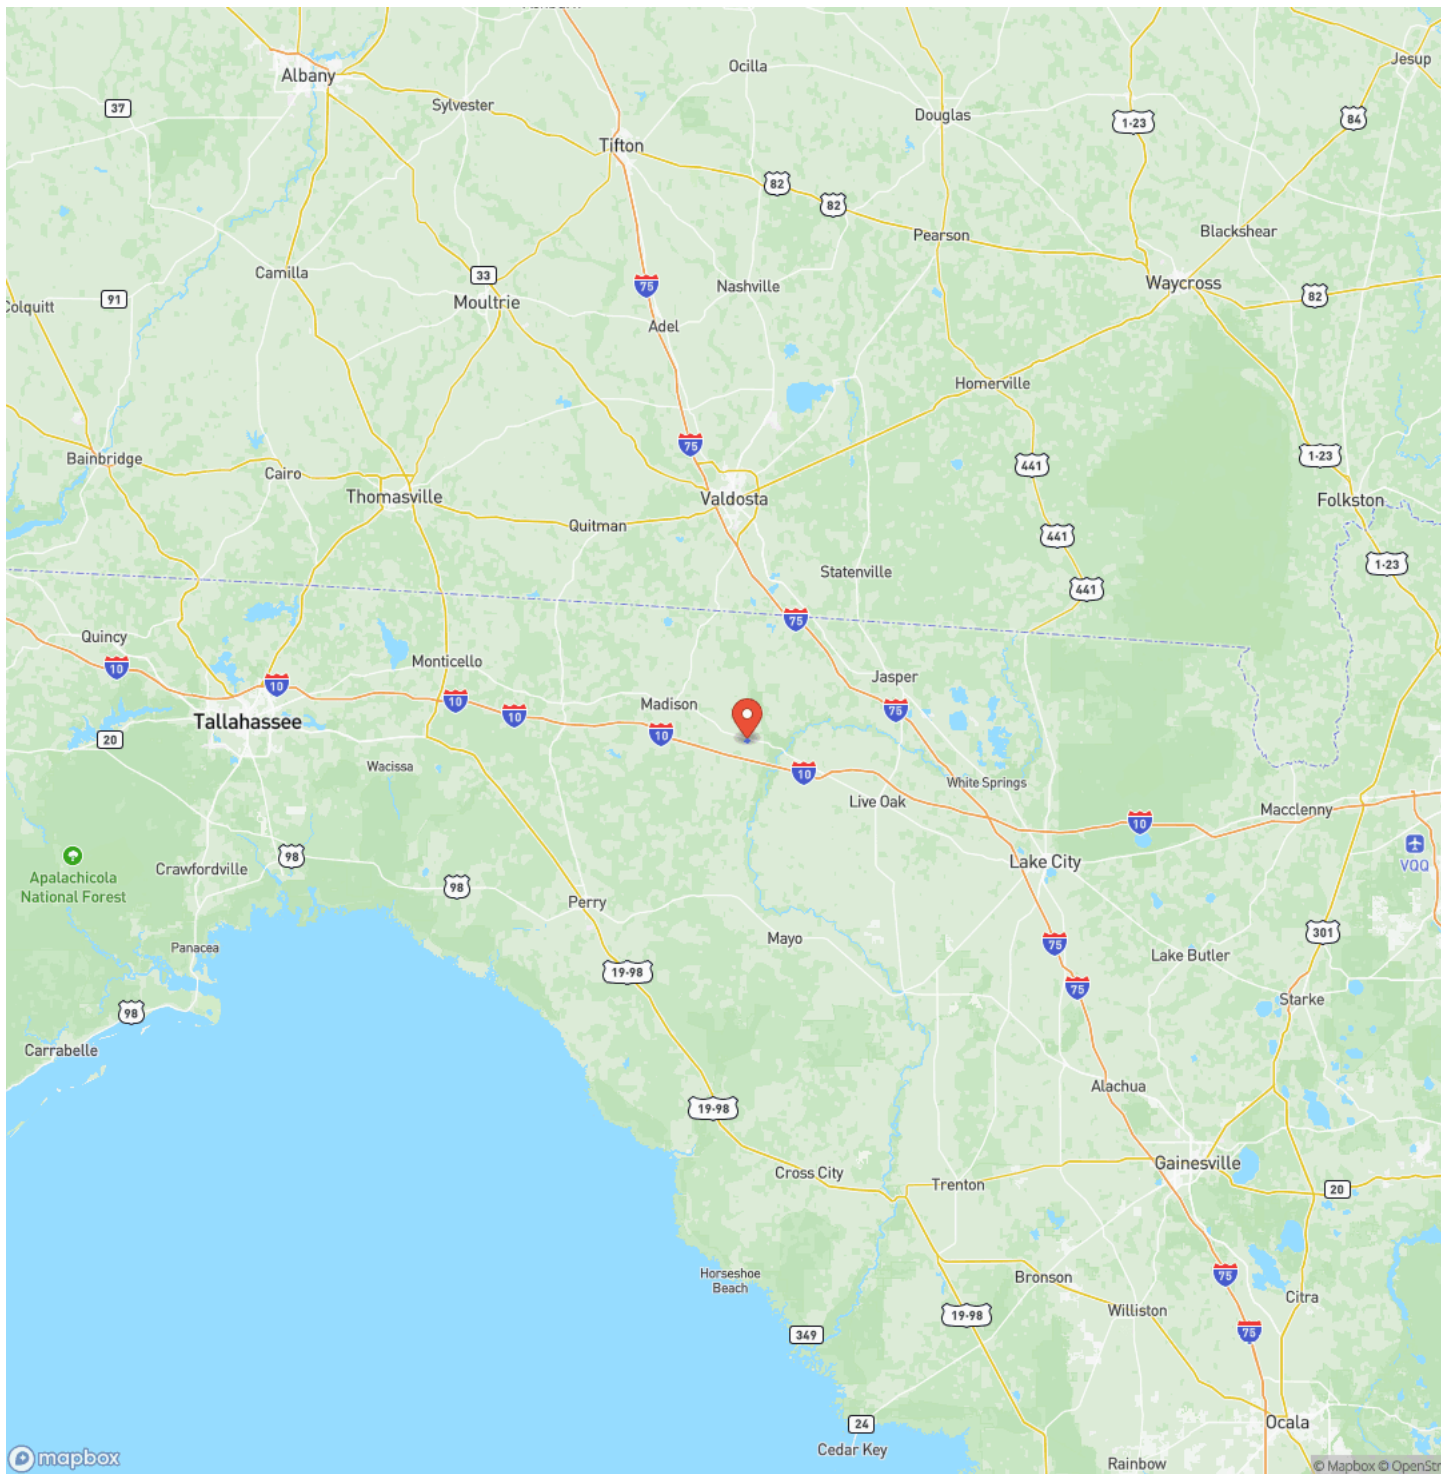 Ashburn
Ocilla
Jesup
Albany
Sylvester
37
Douglas
1-23
84
Tifton
82
82
Blackshear
Pearson
Camilla
33
75
Nashville
Waycross
82
Colquitt
91
Moultrie
Adel
Homerville
75
Bainbridge
Cairo
441
1-23
Thomasville
Valdosta
Folkston
Quitman
441
Statenville
1-23
441
75
Quincy
10
Monticello
Jasper
10
10
Madison
75
Tallahassee
10
10
20
Wacissa
10
White Springs
Live Oak
Macclenny
10
VQQ
98
Apalachicola
National Forest
Crawfordville
98
Lake City
Perry
301
Panacea
Mayo
75
Lake Butler
19-98
75
98
Starke
Carrabelle
Alachua
19-98
Gainesville
Cross City
Trenton
20
Horseshoe
Beach
Bronson
75
Citra
Williston
19-98
349
75
24
Ocala
Cedar Key
Rainbow
mapbox
© Mapbox © OpenStr